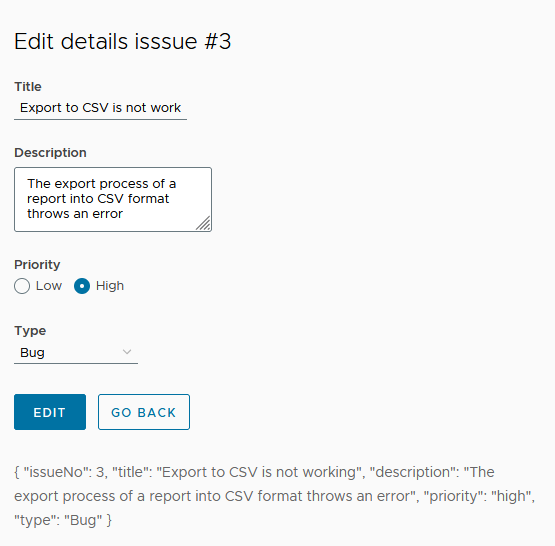 Edit details isssue #3
Title
Export to CSV is not work
Description
The export process of a
report into CSV format
throws an error
Priority
Low High
Type
Bug
EDIT GO BACK
{ "issueNo": 3, "title": "Export to CSV is not working", "description": "The
export process of a report into CSV format throws an error", "priority": "high",
"type": "Bug" }